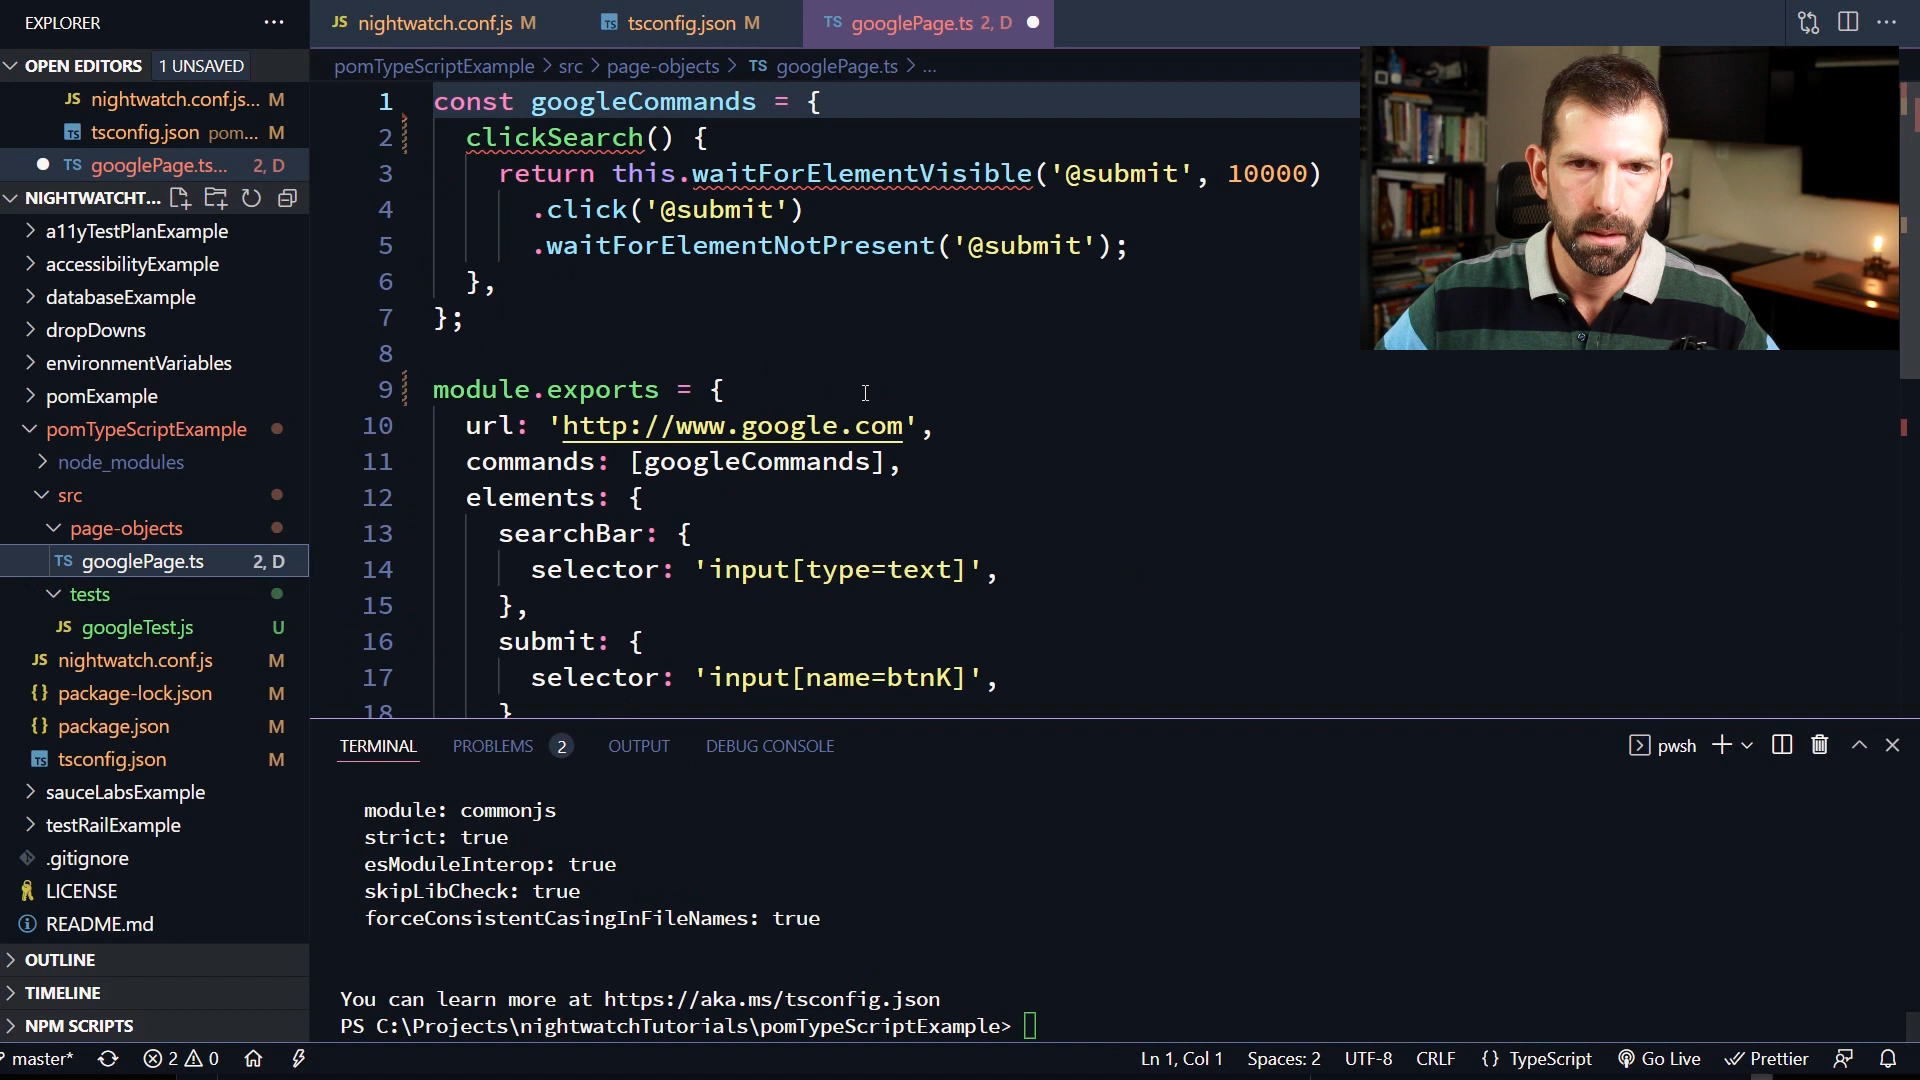 EXPLORER
OPEN EDITORS 1 UNSAVED
JS nightwatch.conf.js... M
TS tsconfig.json pom... M
TS googlePage.ts... 2, D
NIGHTWATCHT...
a11yTestPlanExample
accessibilityExample
databaseExample
dropDowns
environmentVariables
pomExample
pomTypeScriptExample
node_modules
src
page-objects
TS googlePage.ts 2, D
tests
JS googleTest.js U
JS nightwatch.conf.js M
{} package-lock.json M
{} package.json M
TS tsconfig.json M
sauceLabsExample
testRailExample
.gitignore
LICENSE
README.md
OUTLINE
TIMELINE
NPM SCRIPTS
JS nightwatch.conf.js M TS tsconfig.json M TS googlePage.ts 2, D
pomTypeScriptExample > src > page-objects > TS googlePage.ts > ...
1 const googleCommands = {
2 clickSearch() {
3 return this.waitForElementVisible('@submit', 10000)
4 .click('@submit')
5 .waitForElementNotPresent('@submit');
6 },
7 };
8
9 module.exports = {
10 url: 'http://www.google.com',
11 commands: [googleCommands],
12 elements: {
13 searchBar: {
14 selector: 'input[type=text]',
15 },
16 submit: {
17 selector: 'input[name=btnK]',
18 }
TERMINAL PROBLEMS 2 OUTPUT DEBUG CONSOLE pwsh
module: commonjs
strict: true
esModuleInterop: true
skipLibCheck: true
forceConsistentCasingInFileNames: true
You can learn more at https://aka.ms/tsconfig.json
PS C:\Projects\nightwatchTutorials\pomTypeScriptExample>
master* 2 0 Ln 1, Col 1 Spaces: 2 UTF-8 CRLF {} TypeScript Go Live Prettier